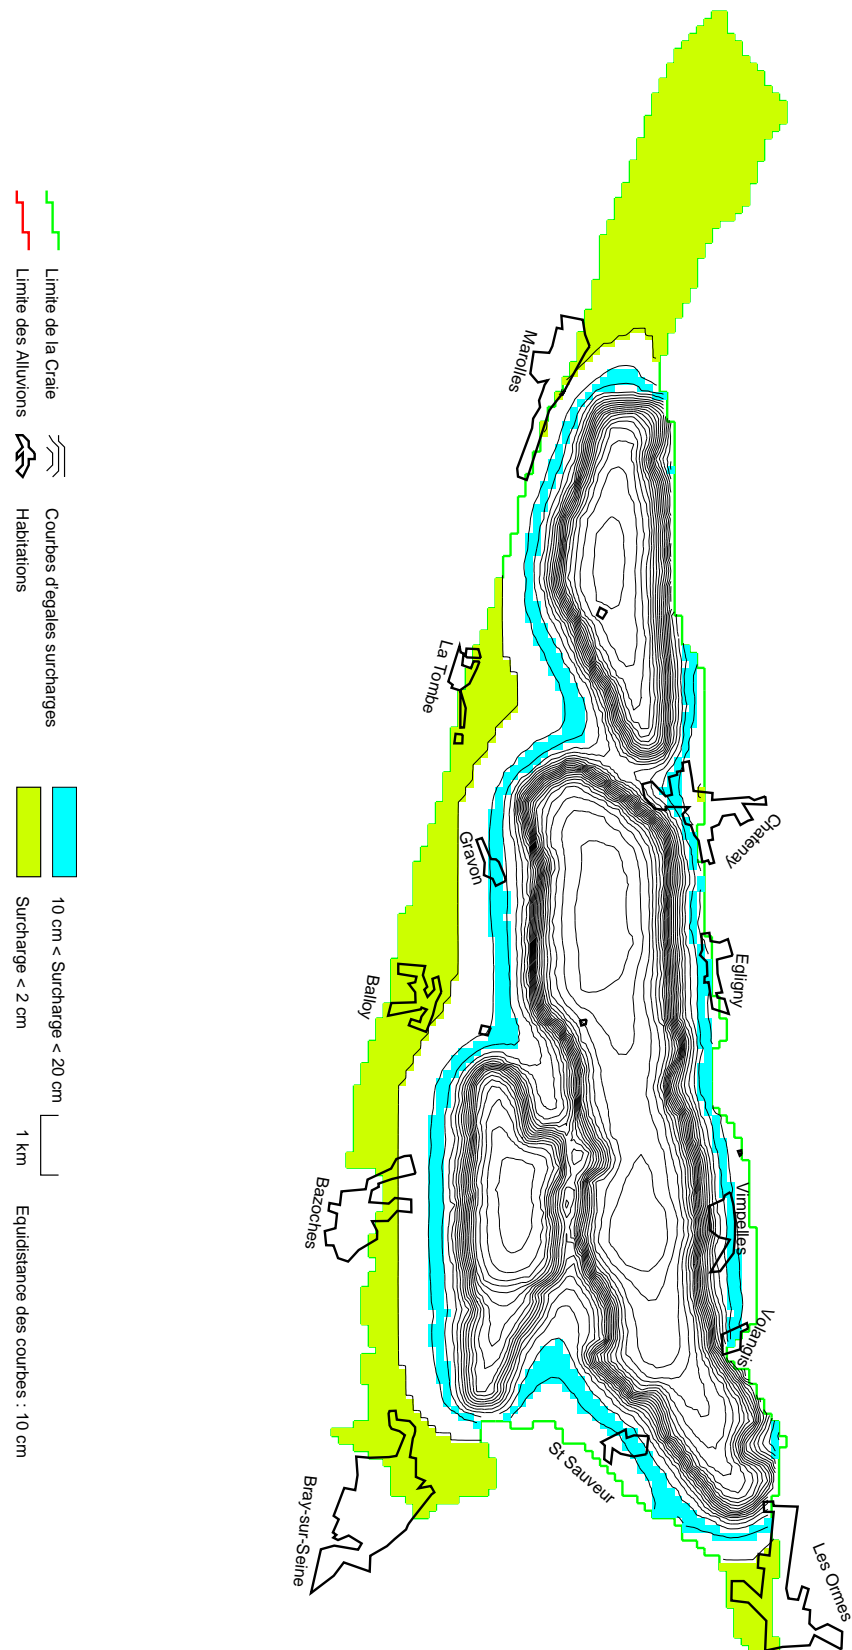 Marolles
La Tombe
Chatenay
Gravon
Egligny
Balloy
Vimpelles
Bazoches
Volangis
St Sauveur
Bray-sur-Seine
Les Ormes
Limite de la Craie
Limite des Alluvions
Courbes d'egales surcharges
Habitations
10 cm < Surcharge < 20 cm
Surcharge < 2 cm
1 km
Equidistance des courbes : 10 cm